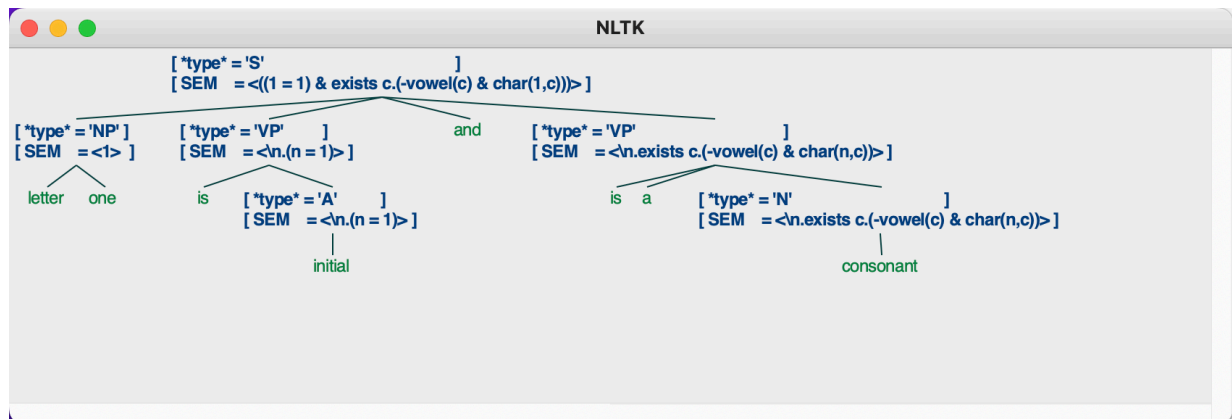 NLTK
[ *type* = 'S' ]
[ SEM = <((1 = 1) & exists c.(-vowel(c) & char(1,c)))> ]
[ *type* = 'NP' ] [ *type* = 'VP' ] and [ *type* = 'VP' ]
[ SEM = <1> ] [ SEM = <\n.(n = 1)> ] [ SEM = <\n.exists c.(-vowel(c) & char(n,c))> ]
letter one is [ *type* = 'A' ] is a [ *type* = 'N' ]
[ SEM = <\n.(n = 1)> ] [ SEM = <\n.exists c.(-vowel(c) & char(n,c))> ]
initial consonant